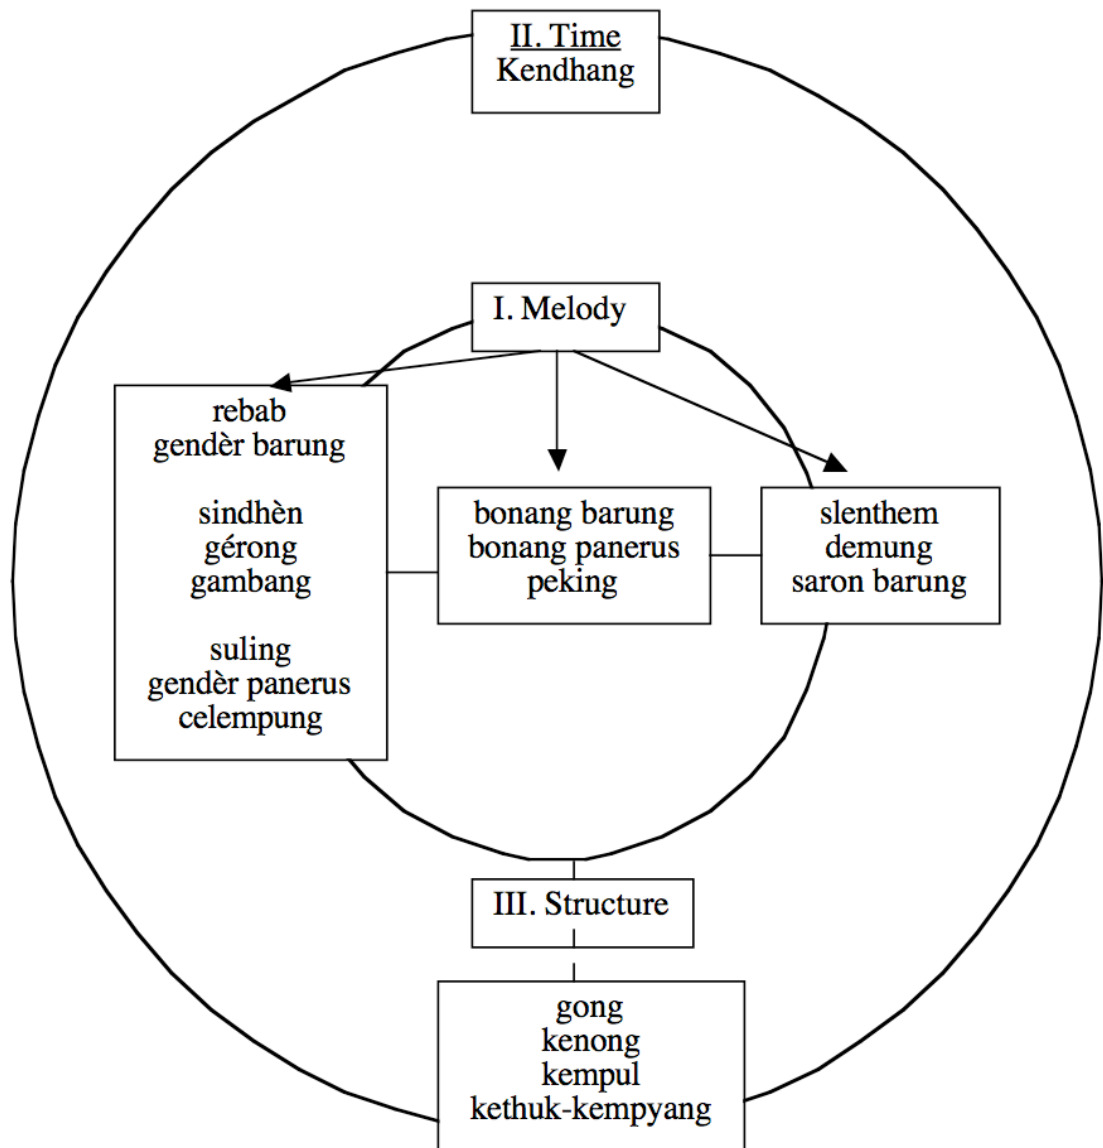 II. Time
Kendhang
I. Melody
rebab
gendèr barung
sindhèn
gérong
gambang
suling
gendèr panerus
celempung
bonang barung
bonang panerus
peking
slenthem
demung
saron barung
III. Structure
gong
kenong
kempul
kethuk-kempyang